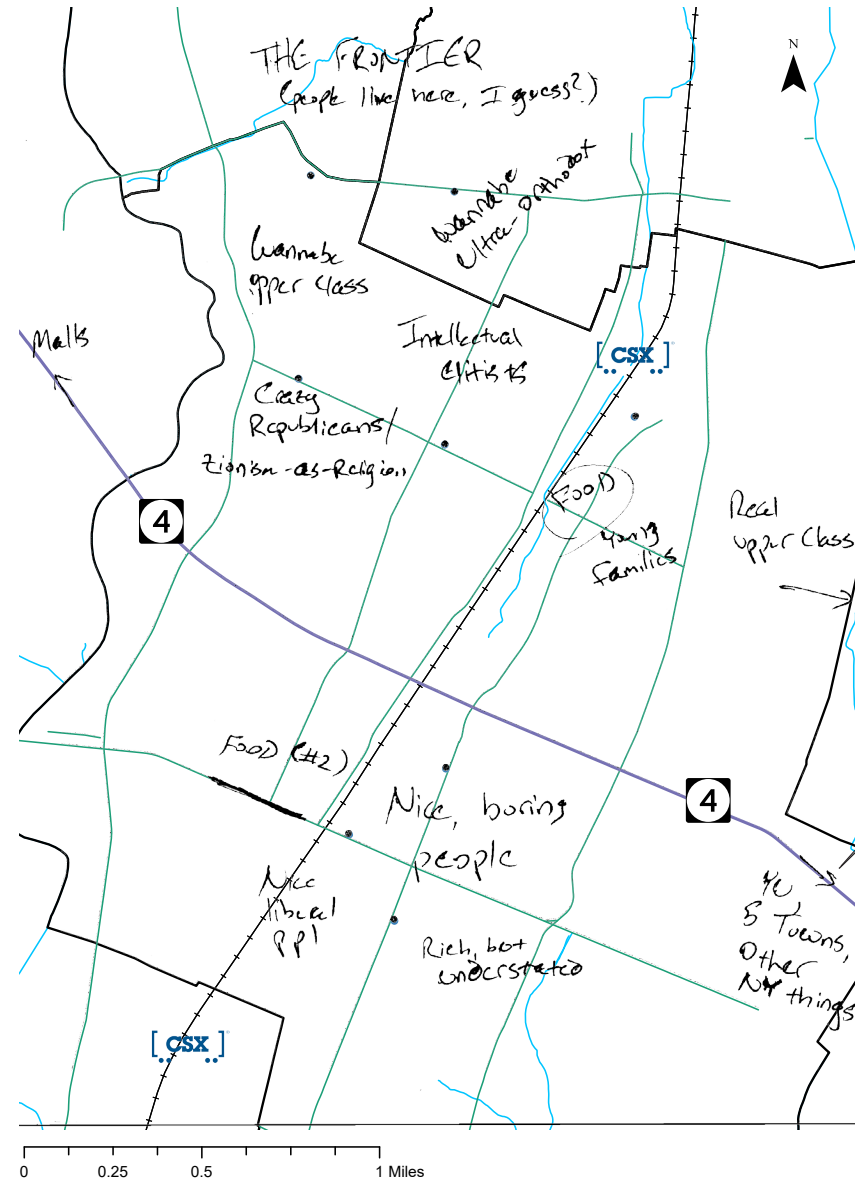 THE FRONTIER
(people live here, I guess?)
N
Wannabe
ultra-orthodox
Wannabe
upper class
Malls
Intellectual
elitists
CSX
Crazy
Republicans/
Zionism-as-Religion
4
FOOD
Young
families
Real
upper class
FOOD (#2)
Nice, boring
people
4
Nice
liberal
ppl
Rich, but
understated
YU,
5 Towns,
Other
NY things
CSX
0 0.25 0.5 1 Miles